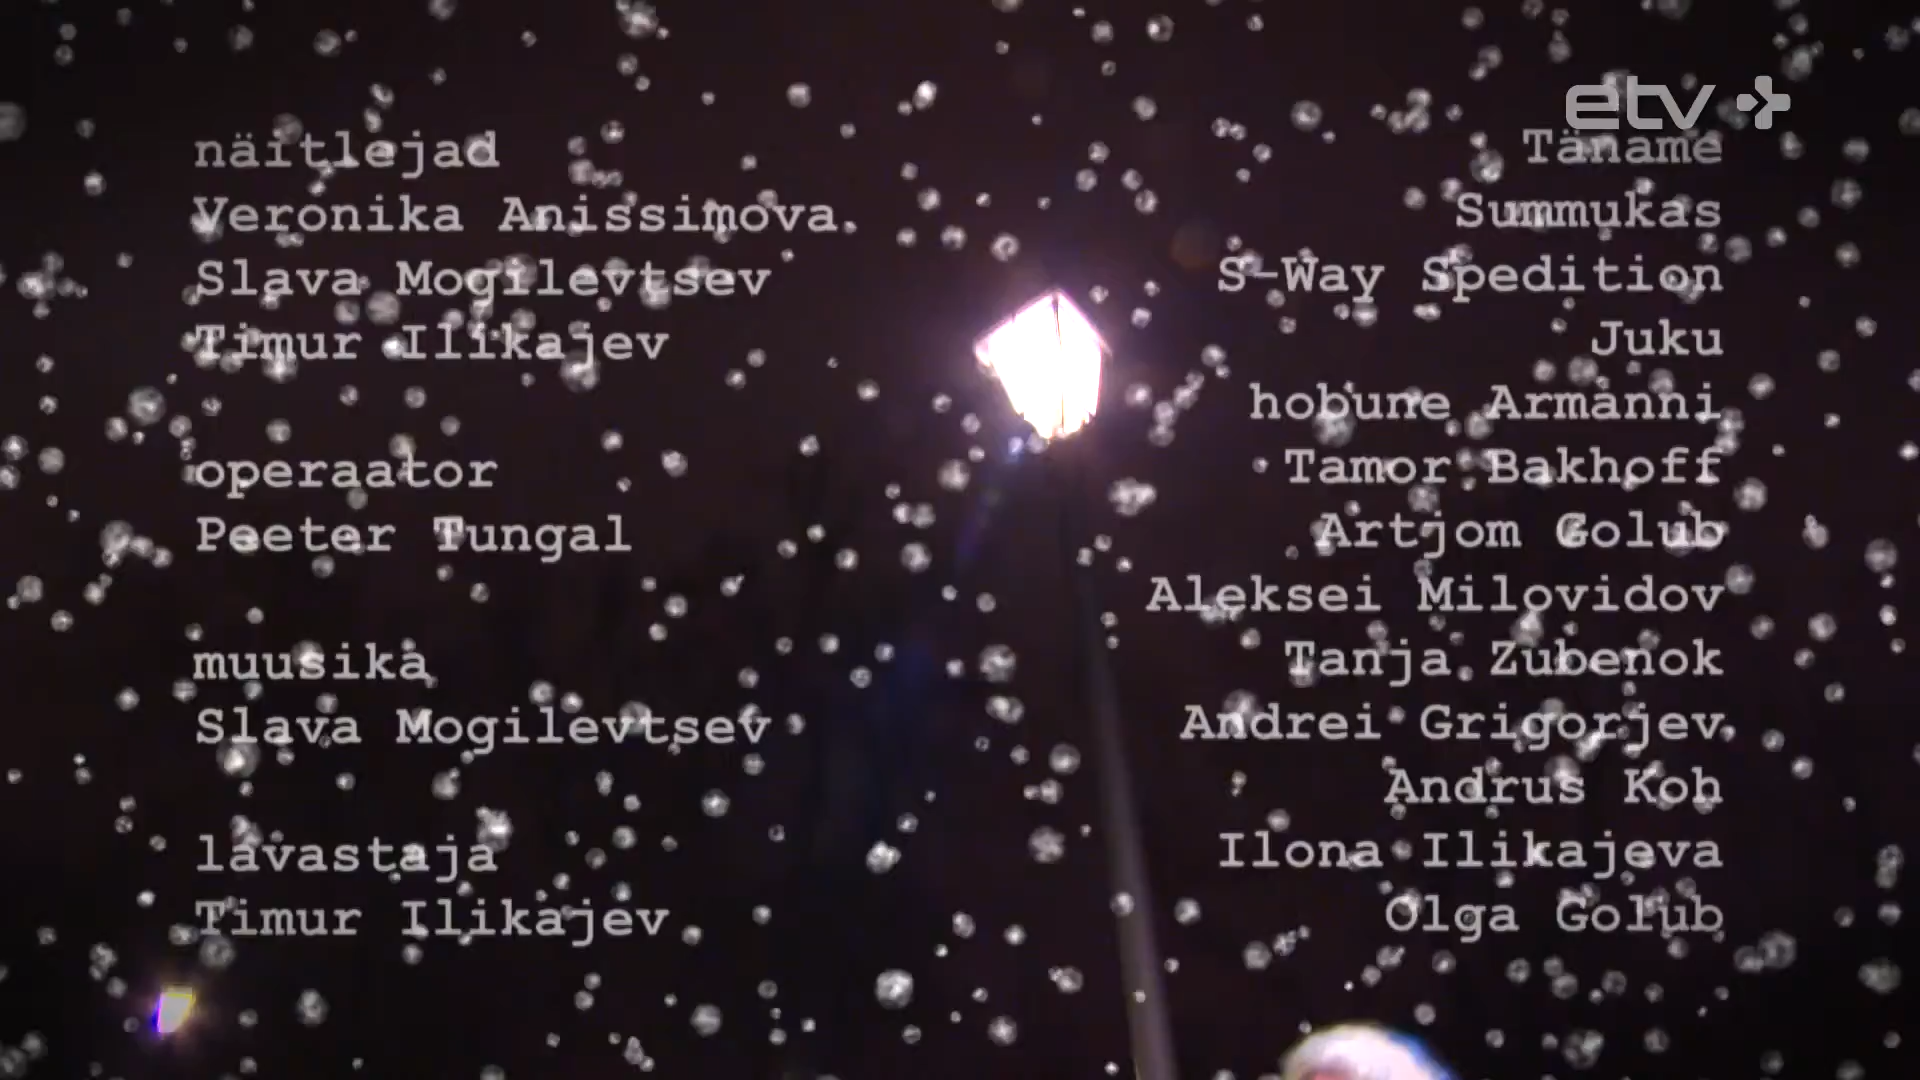 etv+
näitlejad
Veronika Anissimova
Slava Mogilevtsev
Timur Ilikajev
operaator
Peeter Tungal
muusika
Slava Mogilevtsev
lavastaja
Timur Ilikajev
Täname
Summukas
S-Way Spedition
Juku
hobune Armanni
Tamor Bakhoff
Artjom Golub
Aleksei Milovidov
Tanja Zubenok
Andrei Grigorjev
Andrus Koh
Ilona Ilikajeva
Olga Golub